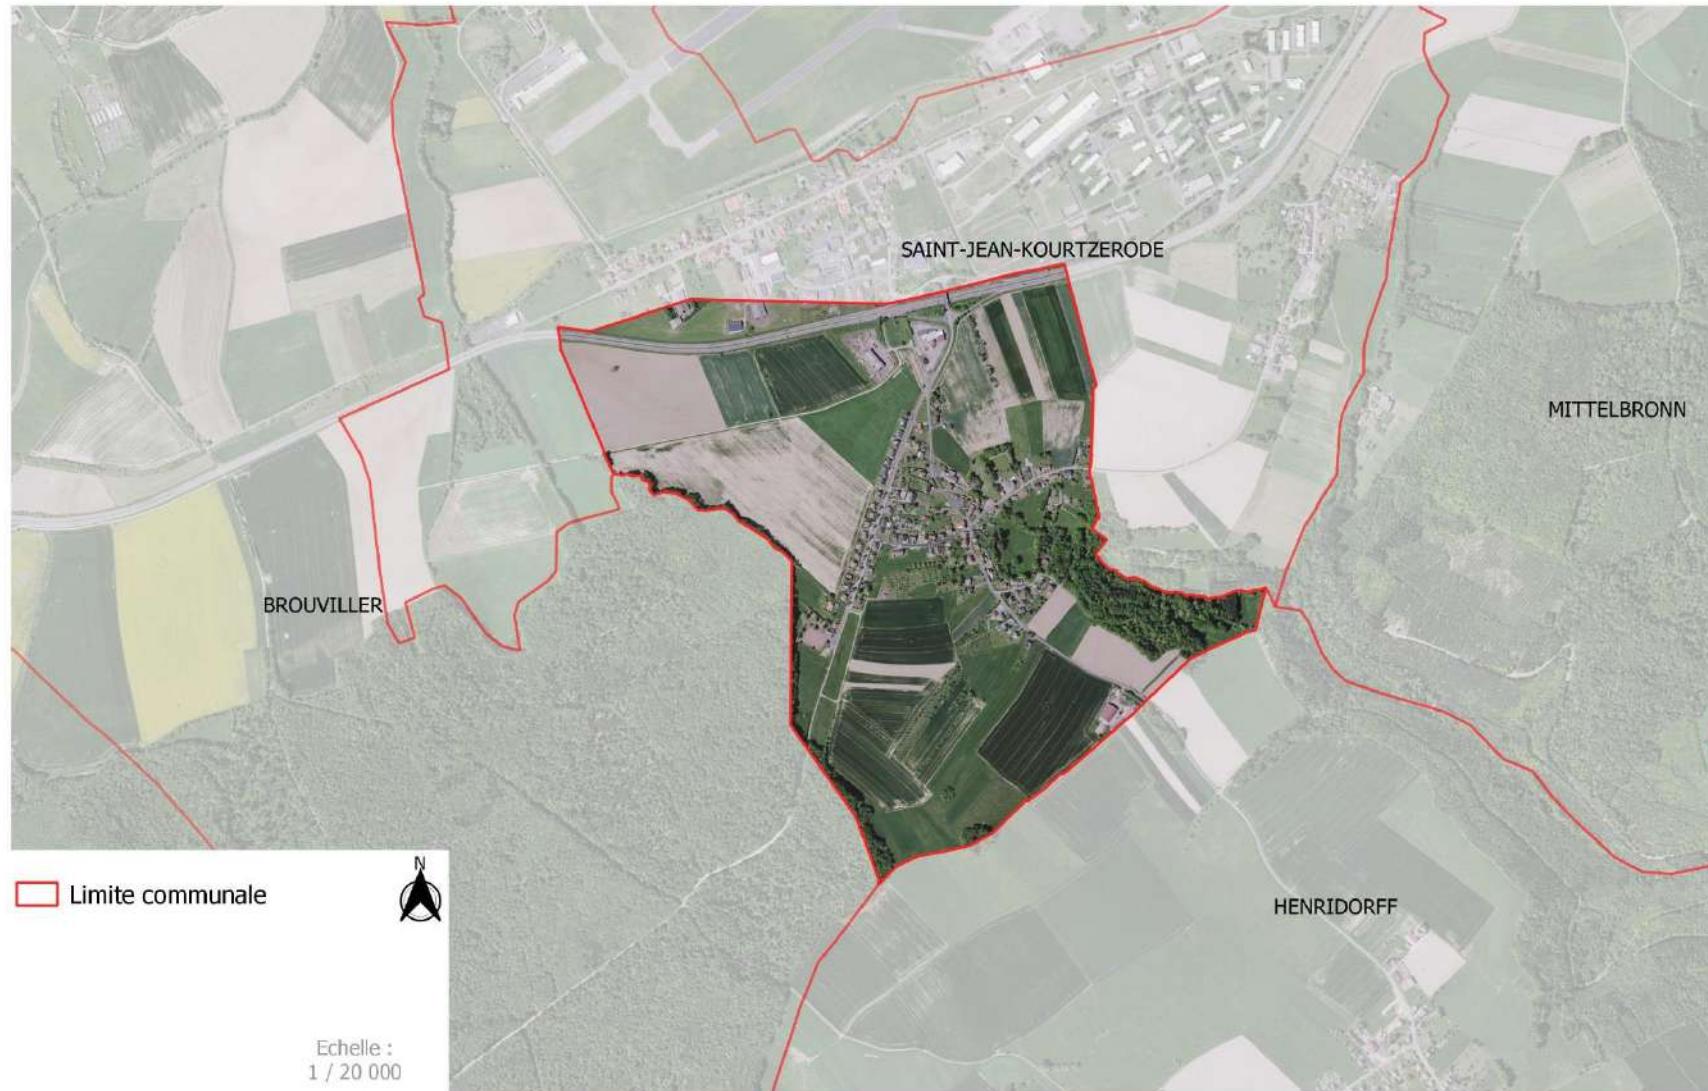 SAINT-JEAN-KOURTZERODE
MITTELBRONN
BROUVILLER
HENRIDORFF
Limite communale
N
Echelle :
1 / 20 000